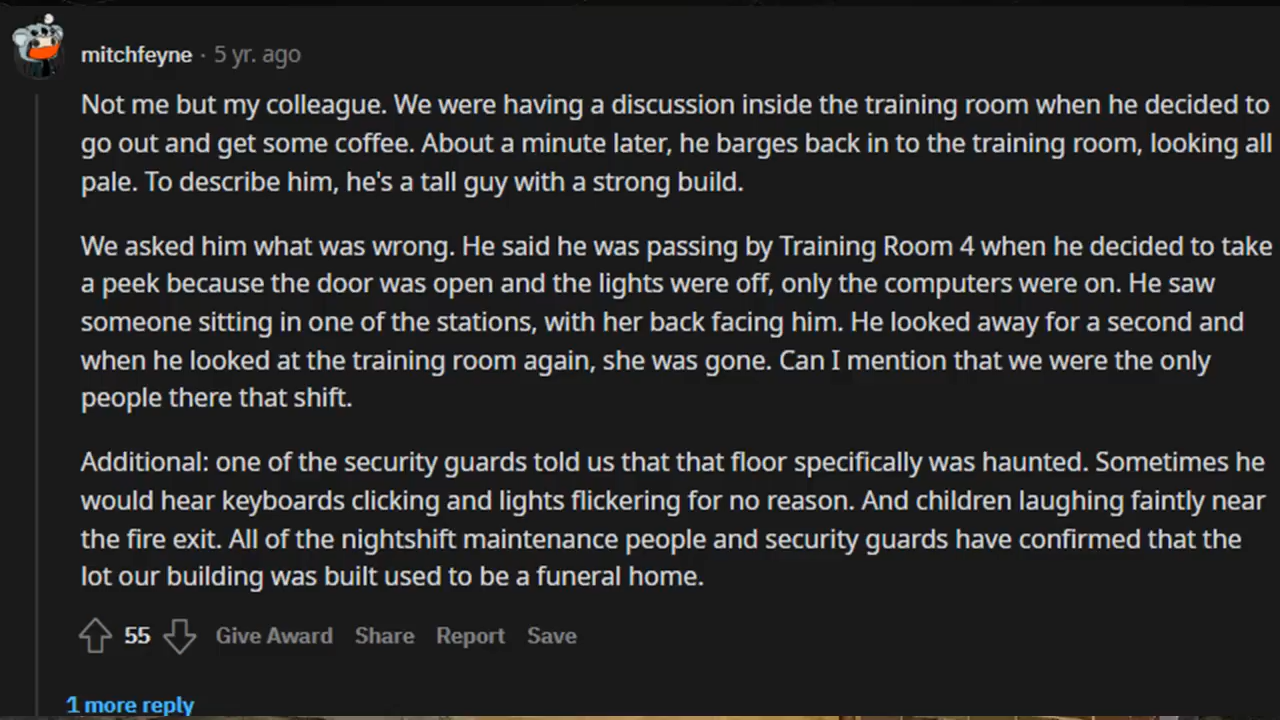 mitchfeyne · 5 yr. ago
Not me but my colleague. We were having a discussion inside the training room when he decided to
go out and get some coffee. About a minute later, he barges back in to the training room, looking all
pale. To describe him, he's a tall guy with a strong build.
We asked him what was wrong. He said he was passing by Training Room 4 when he decided to take
a peek because the door was open and the lights were off, only the computers were on. He saw
someone sitting in one of the stations, with her back facing him. He looked away for a second and
when he looked at the training room again, she was gone. Can I mention that we were the only
people there that shift.
Additional: one of the security guards told us that that floor specifically was haunted. Sometimes he
would hear keyboards clicking and lights flickering for no reason. And children laughing faintly near
the fire exit. All of the nightshift maintenance people and security guards have confirmed that the
lot our building was built used to be a funeral home.
55 Give Award Share Report Save
1 more reply